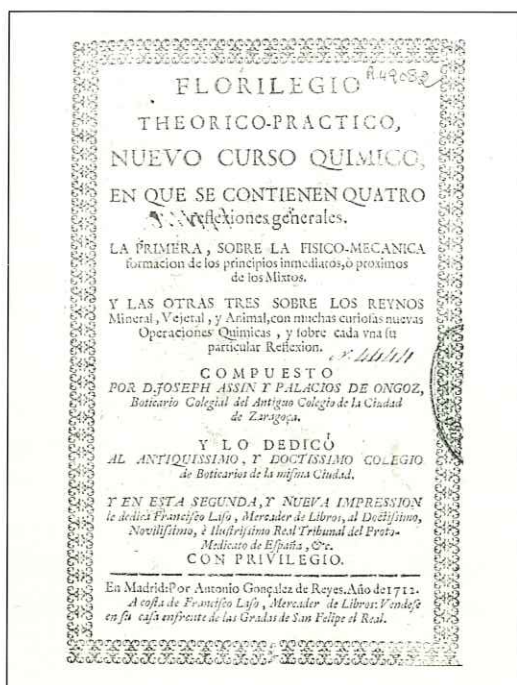 FLORILEGIO
R49082
THEORICO-PRACTICO,
NUEVO CURSO QUIMICO,
EN QUE SE CONTIENEN QUATRO
reflexiones generales.
LA PRIMERA, SOBRE LA FISICO-MECANICA
formacion de los principios inmediatos, ò proximos
de los Mixtos.
Y LAS OTRAS TRES SOBRE LOS REYNOS
Mineral, Vejetal, y Animal, con muchas curiosas nuevas
Operaciones Quimicas, y sobre cada vna su
particular Reflexion.
COMPUESTO
POR D. JOSEPH ASSIN Y PALACIOS DE ONGOZ,
Boticario Colegial del Antiguo Colegio de la Ciudad
de Zaragoça.
Y LO DEDICÓ
AL ANTIQUISSIMO, Y DOCTISSIMO COLEGIO
de Boticarios de la misma Ciudad.
Y EN ESTA SEGUNDA, Y NUEVA IMPRESSION
le dedica Francisco Laso, Mercader de Libros, al Doctissimo,
Novilissimo, è Ilustrissimo Real Tribunal del Proto-
Medicato de España, &c.
CON PRIVILEGIO.
En Madrid: Por Antonio Gonçalez de Reyes. Año de 1712.
A costa de Francisco Laso, Mercader de Libros: Vendese
en su casa enfrente de las Gradas de San Felipe el Real.